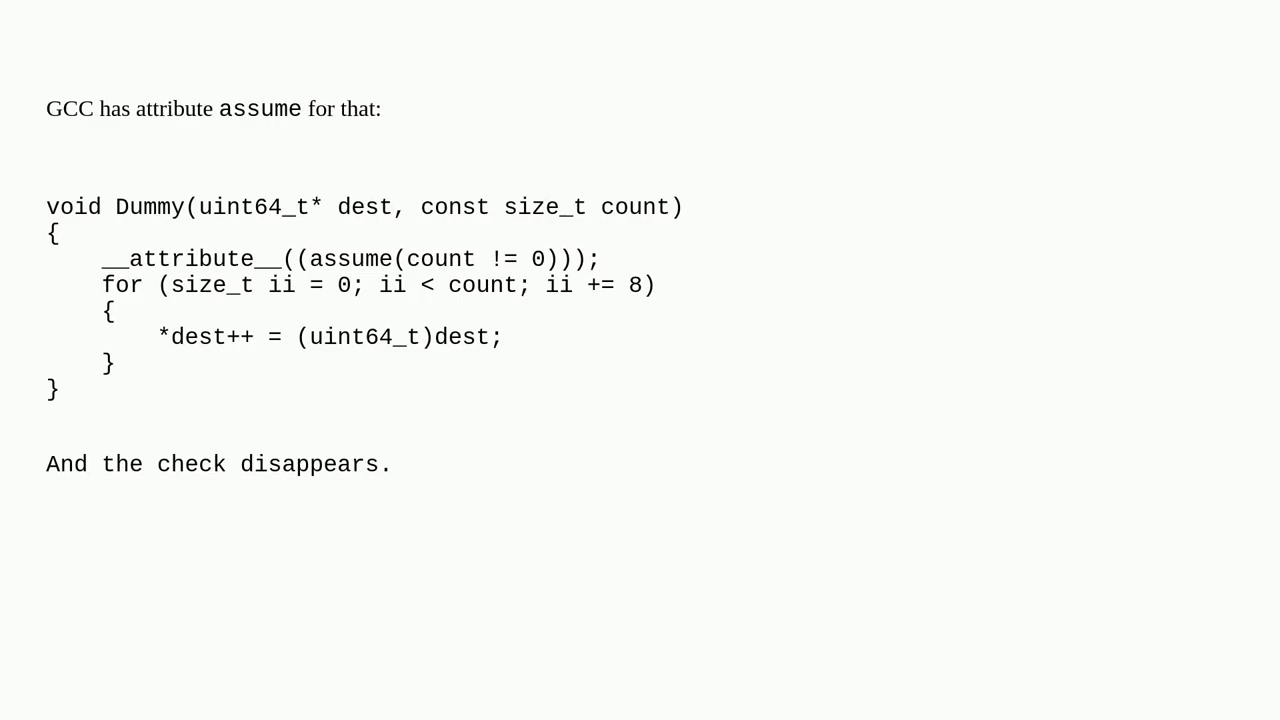 GCC has attribute assume for that:
void Dummy(uint64_t* dest, const size_t count)
{
    __attribute__((assume(count != 0)));
    for (size_t ii = 0; ii < count; ii += 8)
    {
        *dest++ = (uint64_t)dest;
    }
}
And the check disappears.